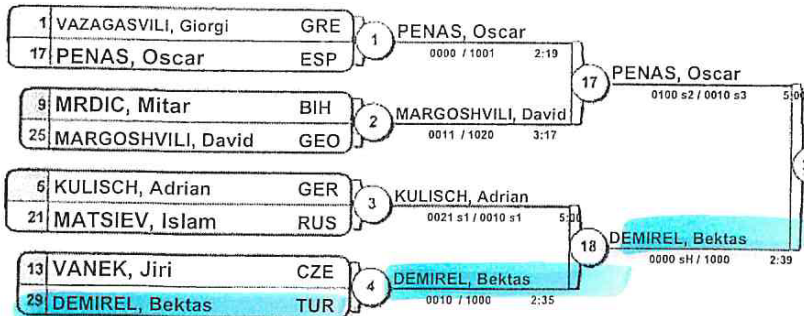 1 VAZAGASVILI, Giorgi GRE
17 PENAS, Oscar ESP
1
PENAS, Oscar
0000 / 1001 2:19
9 MRDIC, Mitar BIH
25 MARGOSHVILI, David GEO
2
MARGOSHVILI, David
0011 / 1020 3:17
17
PENAS, Oscar
0100 s2 / 0010 s3 5:00
KULISCH, Adrian GER
21 MATSIEV, Islam RUS
3
KULISCH, Adrian
0021 s1 / 0010 s1 5:00
13 VANEK, Jiri CZE
29 DEMIREL, Bektas TUR
4
DEMIREL, Bektas
0010 / 1000 2:35
18
DEMIREL, Bektas
0000 sH / 1000 2:39